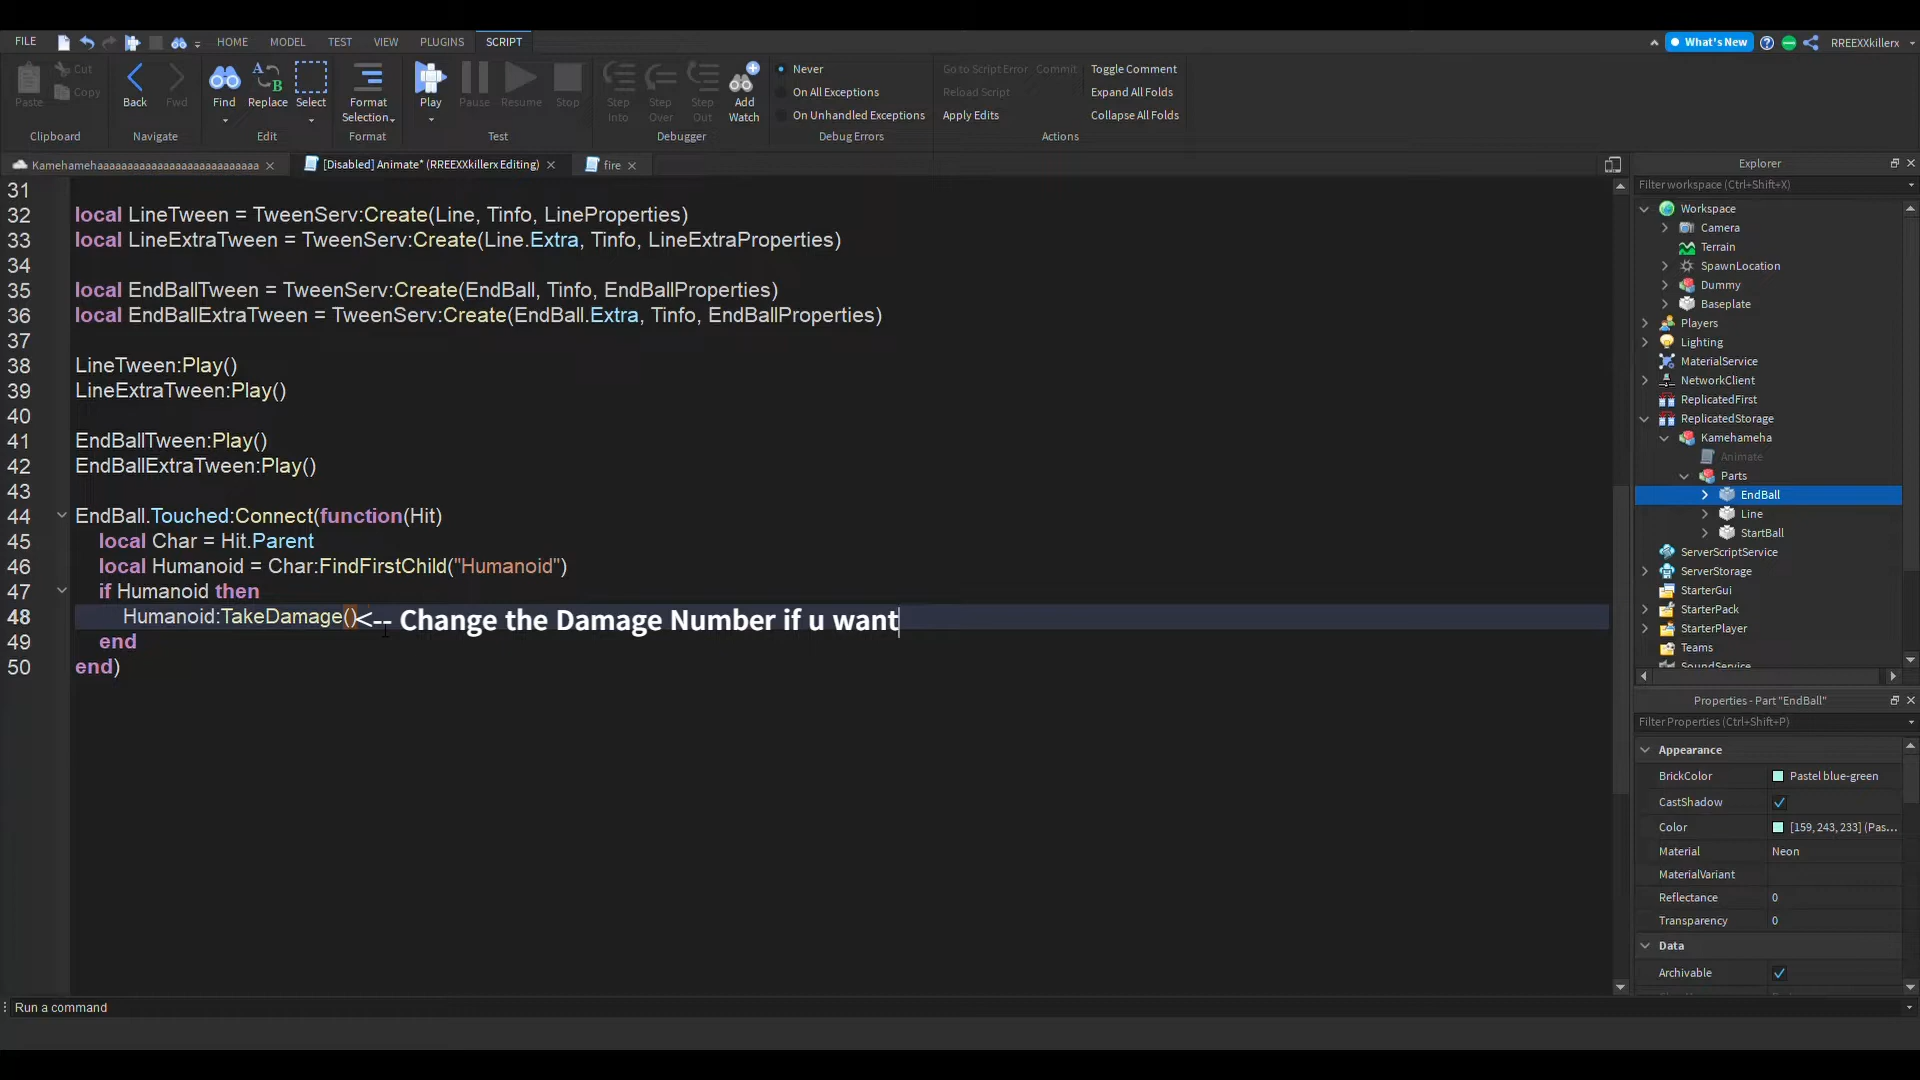 FILE HOME MODEL TEST VIEW PLUGINS SCRIPT What's New RREEXXkillerx
Paste Cut Copy Back Fwd Find Replace Select Format Selection Play Pause Resume Stop Step Into Step Over Step Out Add Watch
Never
On All Exceptions
On Unhandled Exceptions
Go to Script Error Commit Toggle Comment
Reload Script Expand All Folds
Apply Edits Collapse All Folds
Clipboard Navigate Edit Format Test Debugger Debug Errors Actions
[Disabled] Animate* (RREEXXkillerx Editing) fire
31
32 local LineTween = TweenServ:Create(Line, Tinfo, LineProperties)
33 local LineExtraTween = TweenServ:Create(Line.Extra, Tinfo, LineExtraProperties)
34
35 local EndBallTween = TweenServ:Create(EndBall, Tinfo, EndBallProperties)
36 local EndBallExtraTween = TweenServ:Create(EndBall.Extra, Tinfo, EndBallProperties)
37
38 LineTween:Play()
39 LineExtraTween:Play()
40
41 EndBallTween:Play()
42 EndBallExtraTween:Play()
43
44 EndBall.Touched:Connect(function(Hit)
45 local Char = Hit.Parent
46 local Humanoid = Char:FindFirstChild("Humanoid")
47 if Humanoid then
48 Humanoid:TakeDamage()<-- Change the Damage Number if u want
49 end
50 end)
Explorer
Filter workspace (Ctrl+Shift+X)
Workspace
Camera
Terrain
SpawnLocation
Dummy
Baseplate
Players
Lighting
MaterialService
NetworkClient
ReplicatedFirst
ReplicatedStorage
Kamehameha
Animate
Parts
EndBall
Line
StartBall
ServerScriptService
ServerStorage
StarterGui
StarterPack
StarterPlayer
Teams
SoundService
Properties - Part "EndBall"
Filter Properties (Ctrl+Shift+P)
Appearance
BrickColor Pastel blue-green
CastShadow
Color [159, 243, 233] (Pas...
Material Neon
MaterialVariant
Reflectance 0
Transparency 0
Data
Archivable
Run a command